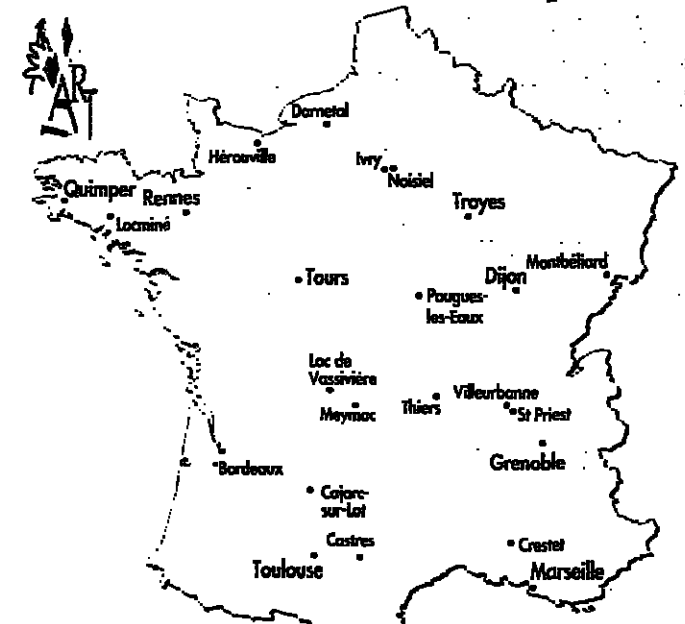 ART
Darnetal
Hérouville
Ivry
Noisiel
Quimper
Rennes
Locminé
Troyes
Montbéliard
Dijon
Tours
Pougues-
les-Eaux
Lac de
Vassivière
Meymac
Thiers
Villeurbanne
St Priest
Bordeaux
Grenoble
Cajarc-
sur-Lot
Castres
Toulouse
Crestet
Marseille